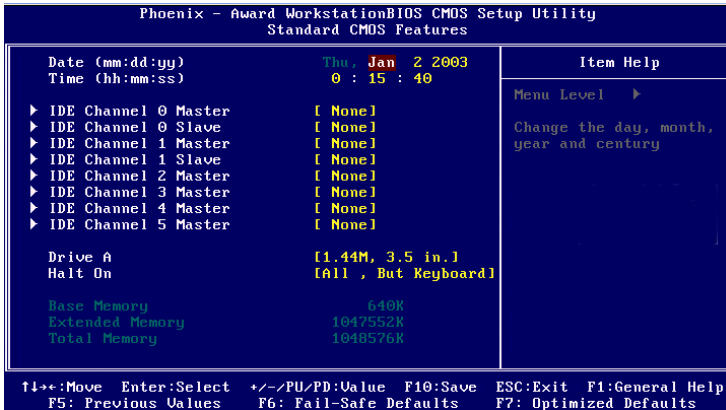 Phoenix - Award WorkstationBIOS CMOS Setup Utility
Standard CMOS Features
Date (mm:dd:yy) Thu, Jan 2 2003
Time (hh:mm:ss) 0 : 15 : 40
IDE Channel 0 Master [ None]
IDE Channel 0 Slave [ None]
IDE Channel 1 Master [ None]
IDE Channel 1 Slave [ None]
IDE Channel 2 Master [ None]
IDE Channel 3 Master [ None]
IDE Channel 4 Master [ None]
IDE Channel 5 Master [ None]
Drive A [1.44M, 3.5 in.]
Halt On [All , But Keyboard]
Base Memory 640K
Extended Memory 1047552K
Total Memory 1048576K
Item Help
Menu Level ▶
Change the day, month,
year and century
↑↓→←:Move Enter:Select +/-/PU/PD:Value F10:Save ESC:Exit F1:General Help
F5: Previous Values F6: Fail-Safe Defaults F7: Optimized Defaults